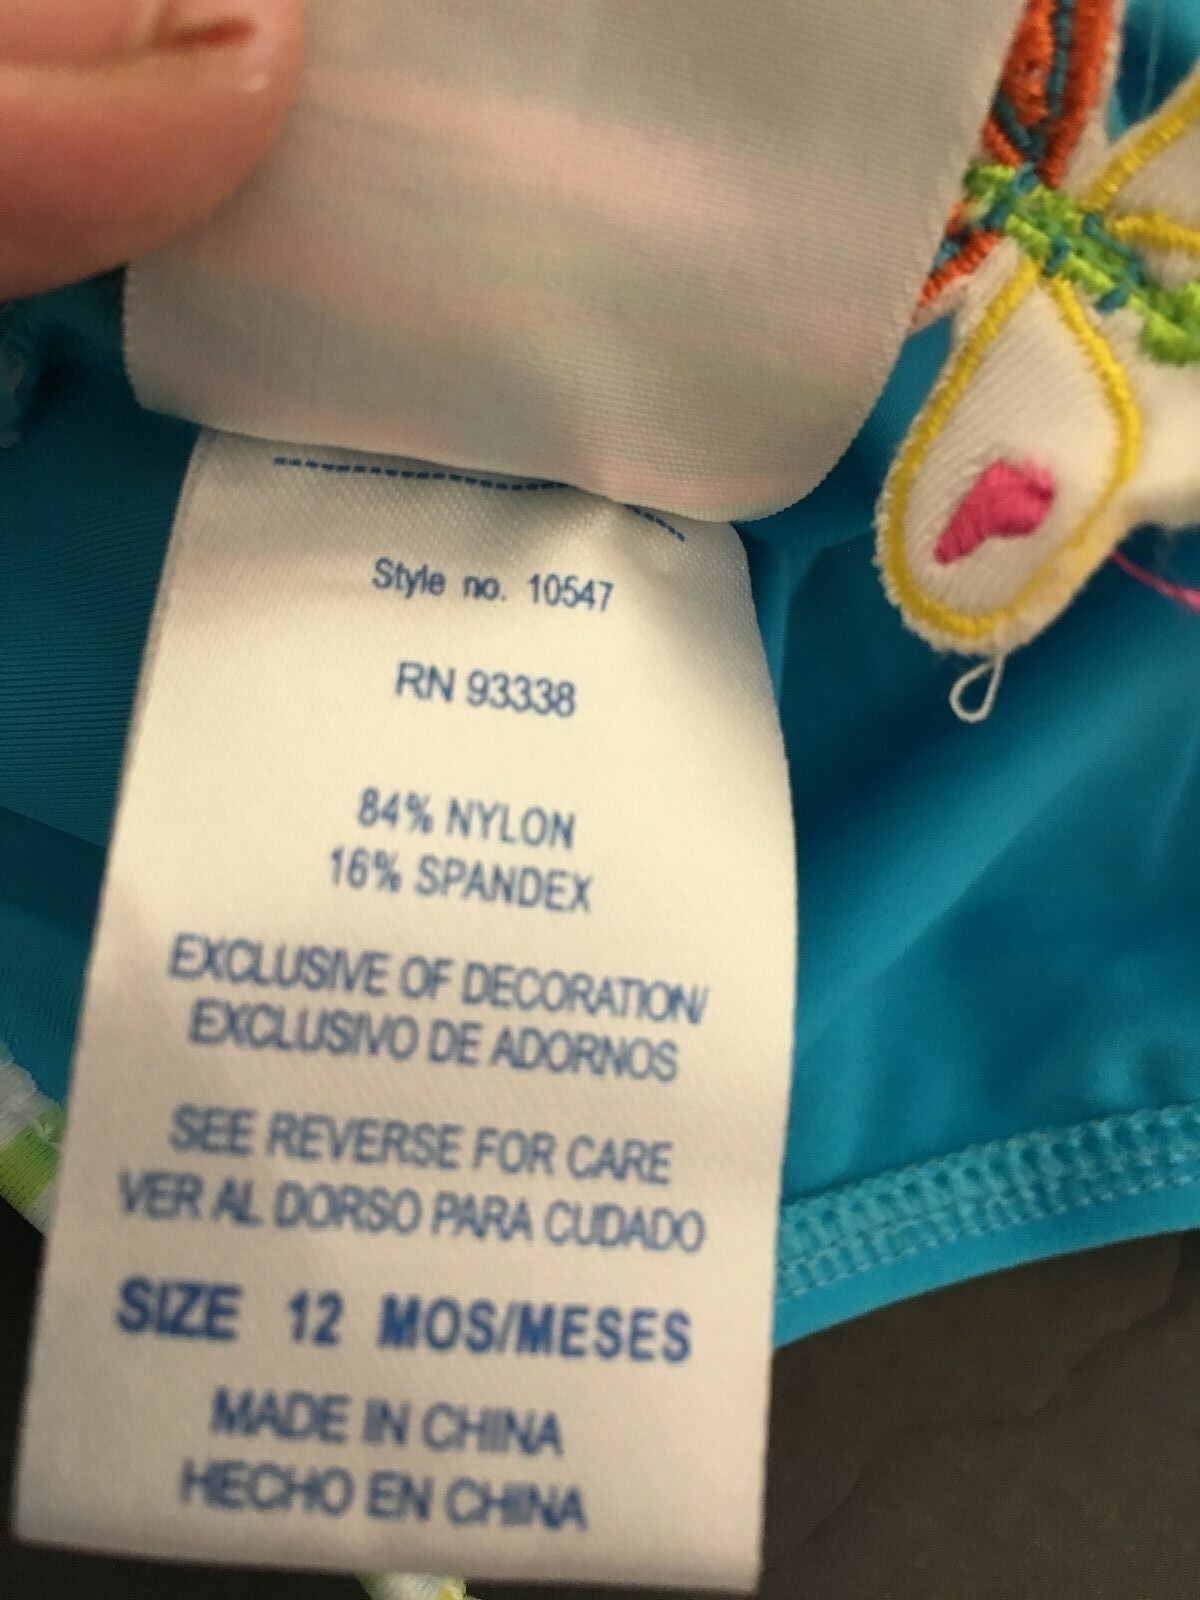 Style no. 10547
RN 93338
84% NYLON
16% SPANDEX
EXCLUSIVE OF DECORATION/
EXCLUSIVO DE ADORNOS
SEE REVERSE FOR CARE
VER AL DORSO PARA CUDADO
SIZE 12 MOS/MESES
MADE IN CHINA
HECHO EN CHINA